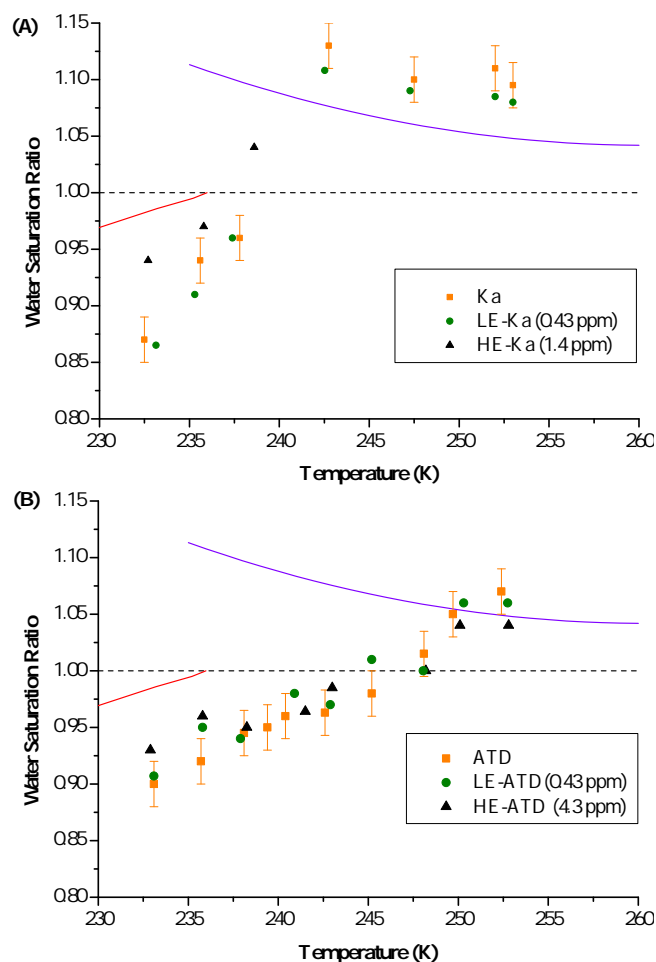 (A)
1.15
1.10
1.05
1.00
0.95
0.90
0.85
0.80
Water Saturation Ratio
Ka
LE-Ka (0.43 ppm)
HE-Ka (1.4 ppm)
230 235 240 245 250 255 260
Temperature (K)
(B)
1.15
1.10
1.05
1.00
0.95
0.90
0.85
0.80
Water Saturation Ratio
ATD
LE-ATD (0.43 ppm)
HE-ATD (4.3 ppm)
230 235 240 245 250 255 260
Temperature (K)